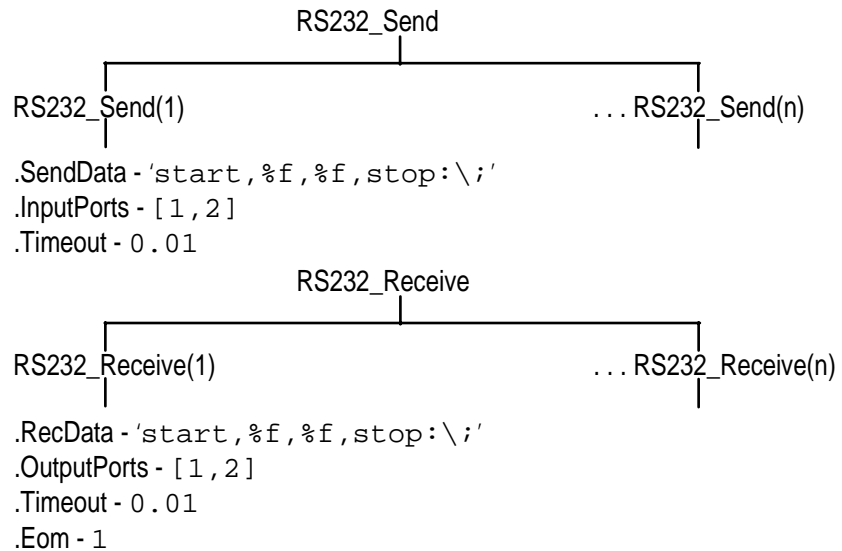 RS232_Send
RS232_Send(1) . . . RS232_Send(n)
.SendData - 'start,%f,%f,stop:\;'
.InputPorts - [1,2]
.Timeout - 0.01
RS232_Receive
RS232_Receive(1) . . . RS232_Receive(n)
.RecData - 'start,%f,%f,stop:\;'
.OutputPorts - [1,2]
.Timeout - 0.01
.Eom - 1